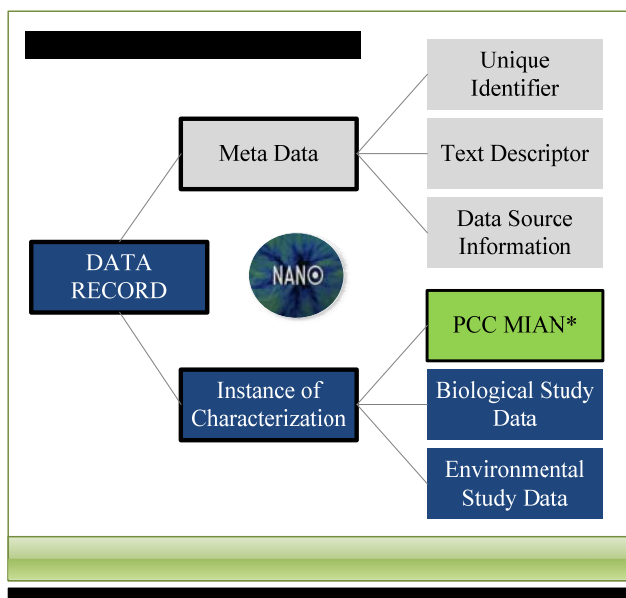 Unique
Identifier
Meta Data
Text Descriptor
Data Source
Information
DATA
RECORD
NANO
PCC MIAN*
Instance of
Characterization
Biological Study
Data
Environmental
Study Data